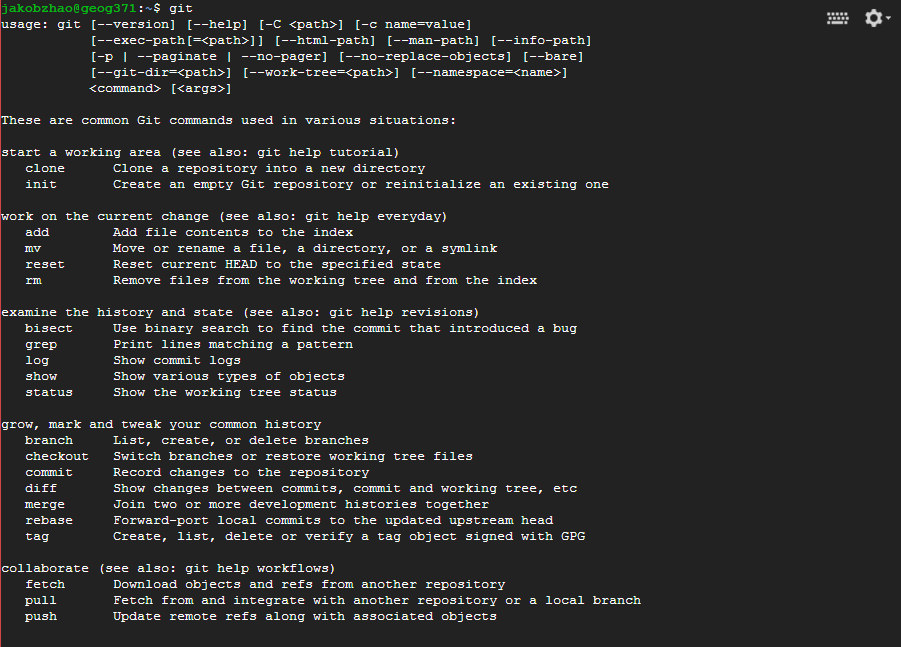 jakobzhao@geog371:~$ git
usage: git [--version] [--help] [-C <path>] [-c name=value]
           [--exec-path[=<path>]] [--html-path] [--man-path] [--info-path]
           [-p | --paginate | --no-pager] [--no-replace-objects] [--bare]
           [--git-dir=<path>] [--work-tree=<path>] [--namespace=<name>]
           <command> [<args>]

These are common Git commands used in various situations:

start a working area (see also: git help tutorial)
   clone      Clone a repository into a new directory
   init       Create an empty Git repository or reinitialize an existing one

work on the current change (see also: git help everyday)
   add        Add file contents to the index
   mv         Move or rename a file, a directory, or a symlink
   reset      Reset current HEAD to the specified state
   rm         Remove files from the working tree and from the index

examine the history and state (see also: git help revisions)
   bisect     Use binary search to find the commit that introduced a bug
   grep       Print lines matching a pattern
   log        Show commit logs
   show       Show various types of objects
   status     Show the working tree status

grow, mark and tweak your common history
   branch     List, create, or delete branches
   checkout   Switch branches or restore working tree files
   commit     Record changes to the repository
   diff       Show changes between commits, commit and working tree, etc
   merge      Join two or more development histories together
   rebase     Forward-port local commits to the updated upstream head
   tag        Create, list, delete or verify a tag object signed with GPG

collaborate (see also: git help workflows)
   fetch      Download objects and refs from another repository
   pull       Fetch from and integrate with another repository or a local branch
   push       Update remote refs along with associated objects